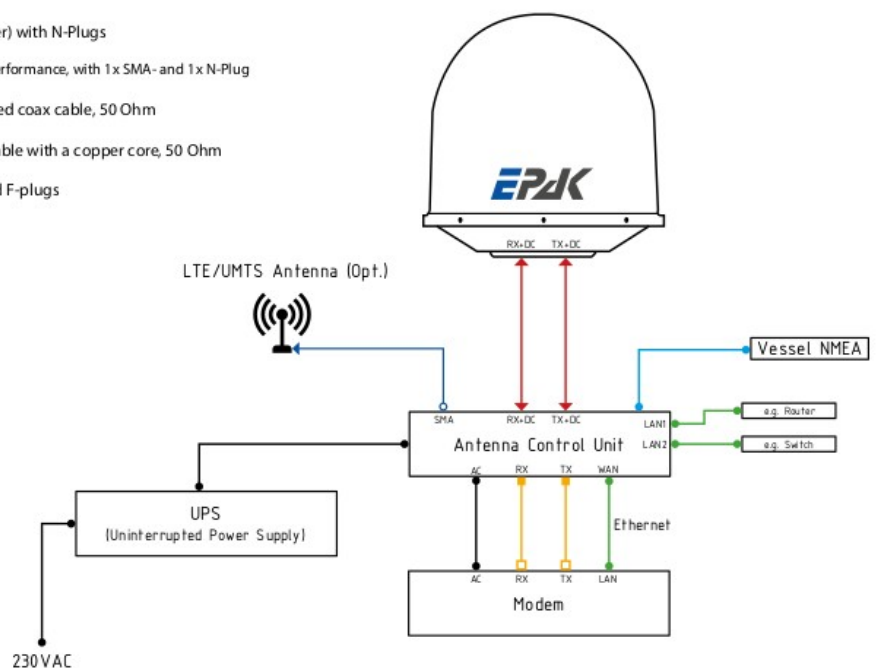 er) with N-Plugs
rformance, with 1x SMA- and 1x N-Plug
ed coax cable, 50 Ohm
able with a copper core, 50 Ohm
F-plugs
EPAK
RX+DC TX+DC
LTE/UMTS Antenna (Opt.)
Vessel NMEA
SMA RX+DC TX+DC
LAN1
e.g. Router
Antenna Control Unit
LAN2
e.g. Switch
AC RX TX WAN
UPS
(Uninterrupted Power Supply)
Ethernet
AC RX TX LAN
Modem
230VAC